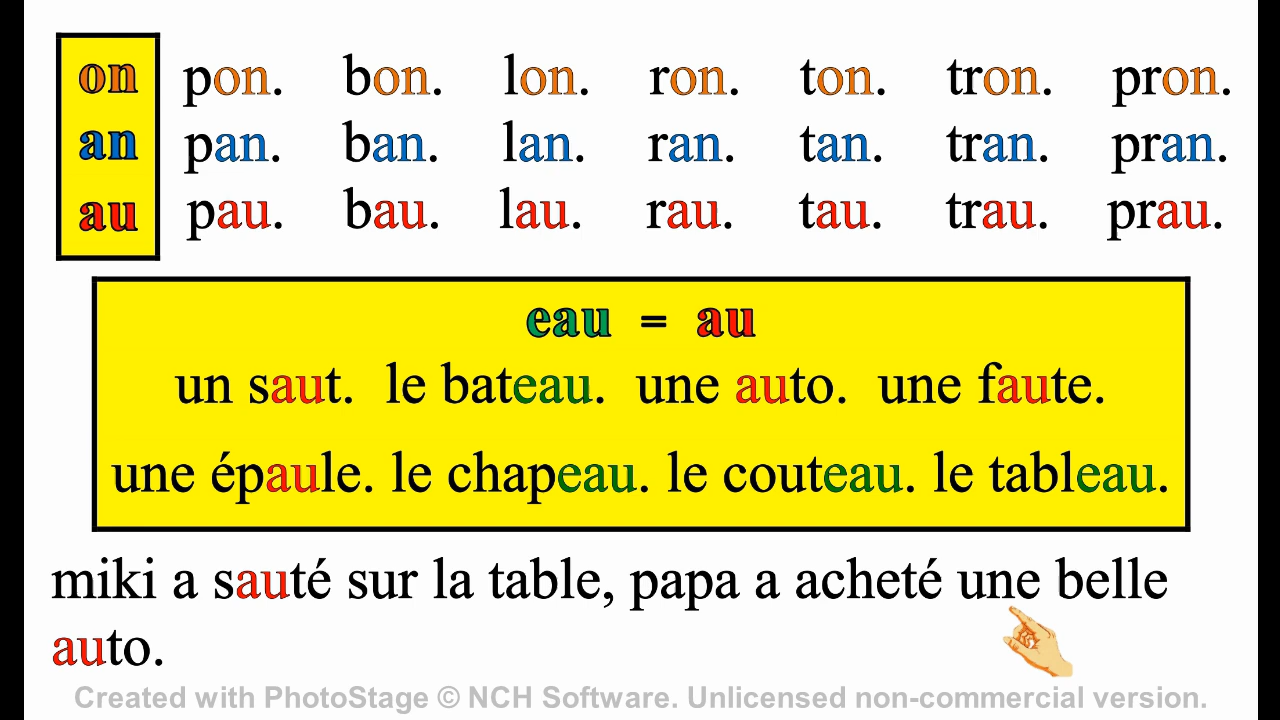 on pon. bon. lon. ron. ton. tron. pron.
an pan. ban. lan. ran. tan. tran. pran.
au pau. bau. lau. rau. tau. trau. prau.
eau = au
un saut. le bateau. une auto. une faute.
une épaule. le chapeau. le couteau. le tableau.
miki a sauté sur la table, papa a acheté une belle
auto.
Created with PhotoStage © NCH Software. Unlicensed non-commercial version.